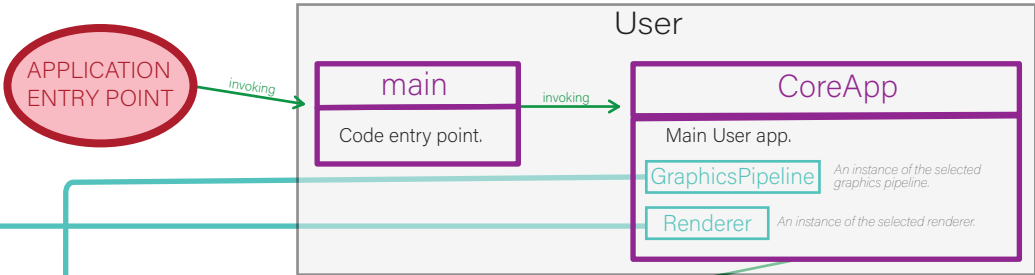 User
APPLICATION
ENTRY POINT
invoking
main
Code entry point.
invoking
CoreApp
Main User app.
GraphicsPipeline
An instance of the selected
graphics pipeline.
Renderer
An instance of the selected renderer.